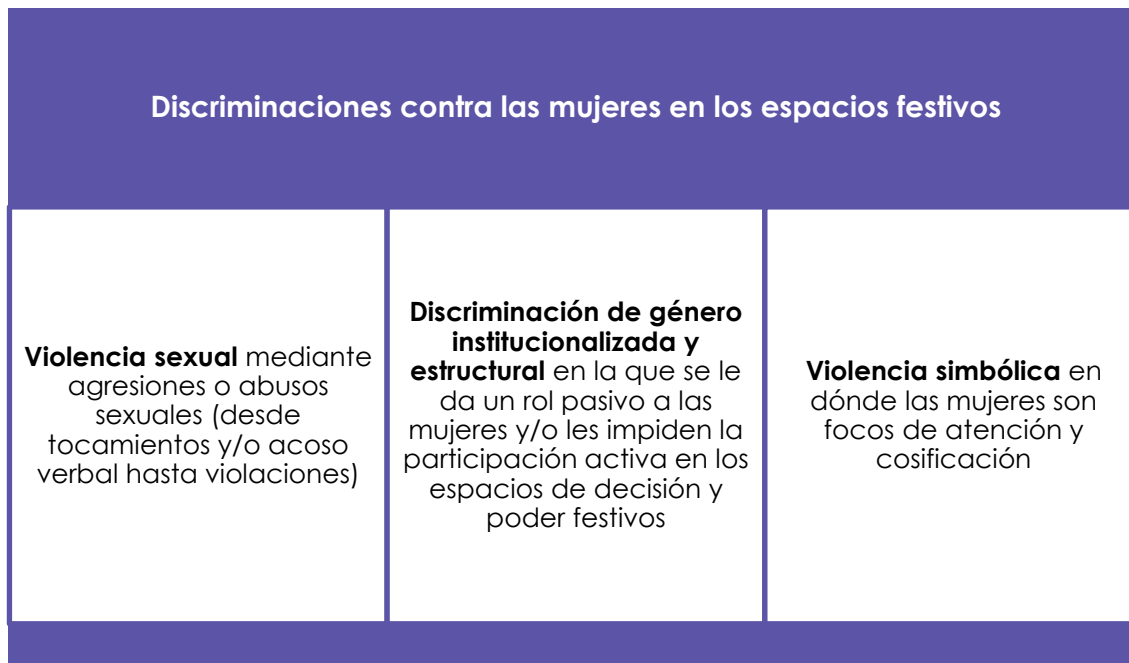 Discriminaciones contra las mujeres en los espacios festivos
Violencia sexual mediante
agresiones o abusos
sexuales (desde
tocamientos y/o acoso
verbal hasta violaciones)
Discriminación de género
institucionalizada y
estructural en la que se le
da un rol pasivo a las
mujeres y/o les impiden la
participación activa en los
espacios de decisión y
poder festivos
Violencia simbólica en
dónde las mujeres son
focos de atención y
cosificación